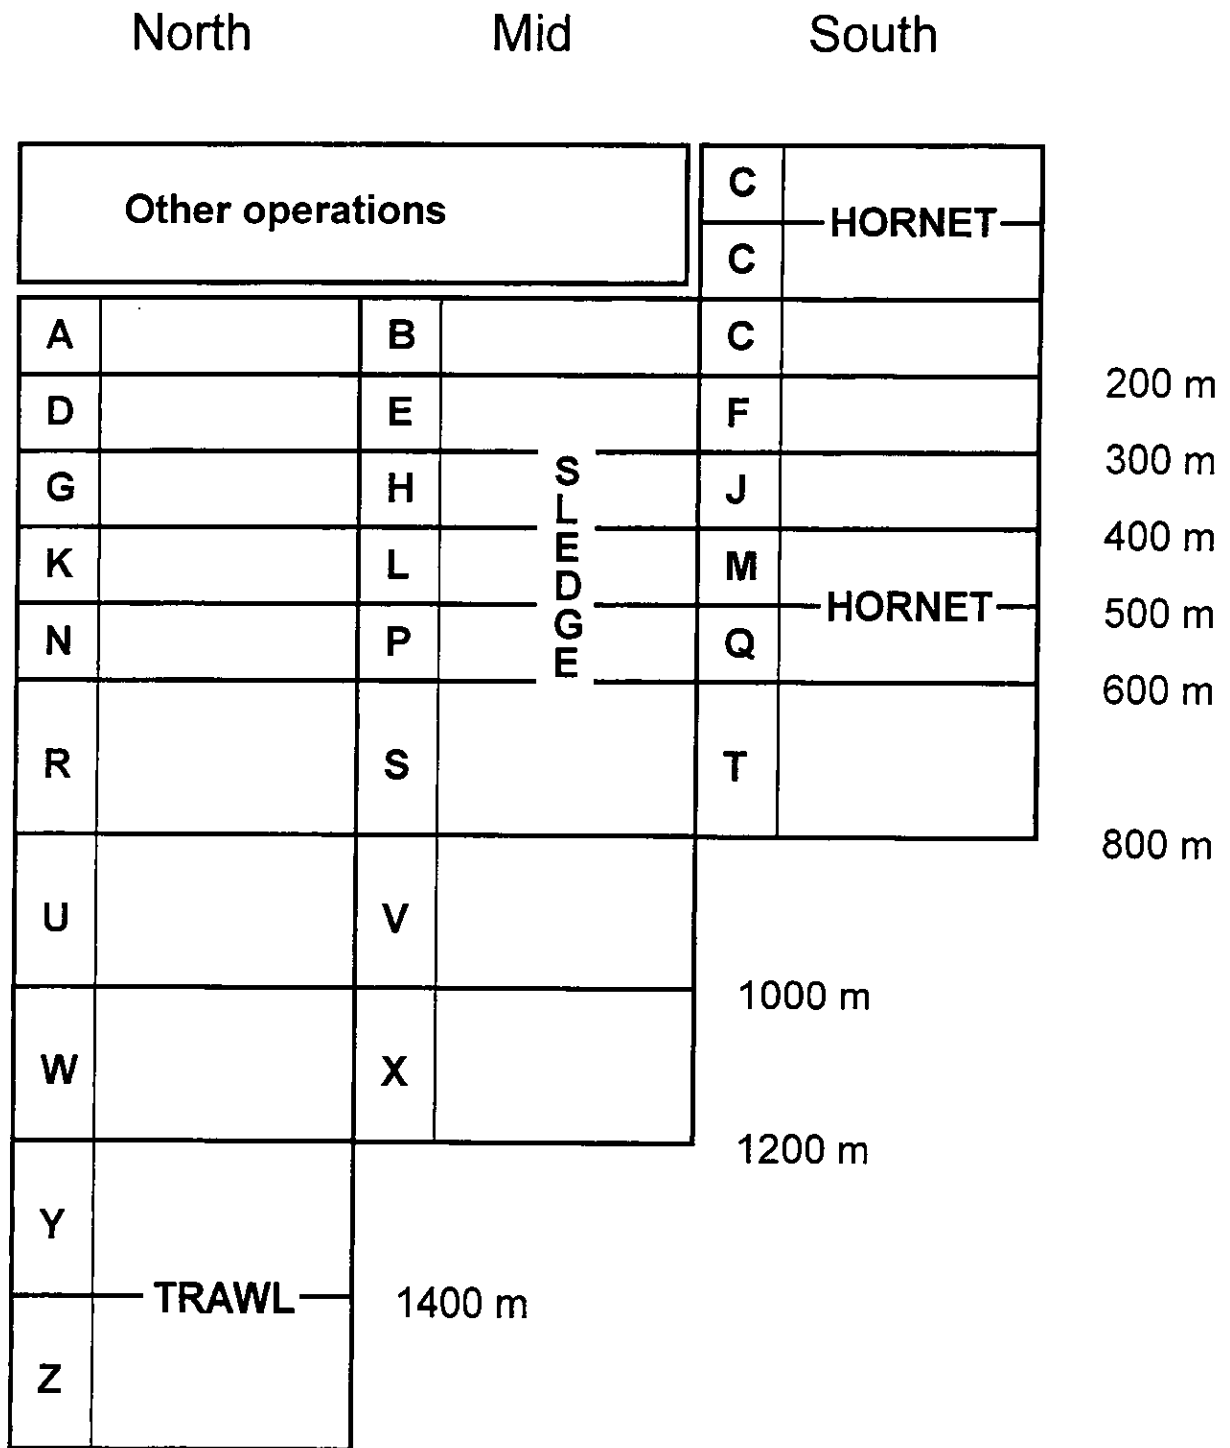 North Mid South
Other operations
C
HORNET
C
A B C
200 m
D E F
300 m
G H J
400 m
K L M
HORNET
500 m
N P Q
600 m
SLEDGE
R S T
800 m
U V
1000 m
W X
1200 m
Y
TRAWL
1400 m
Z